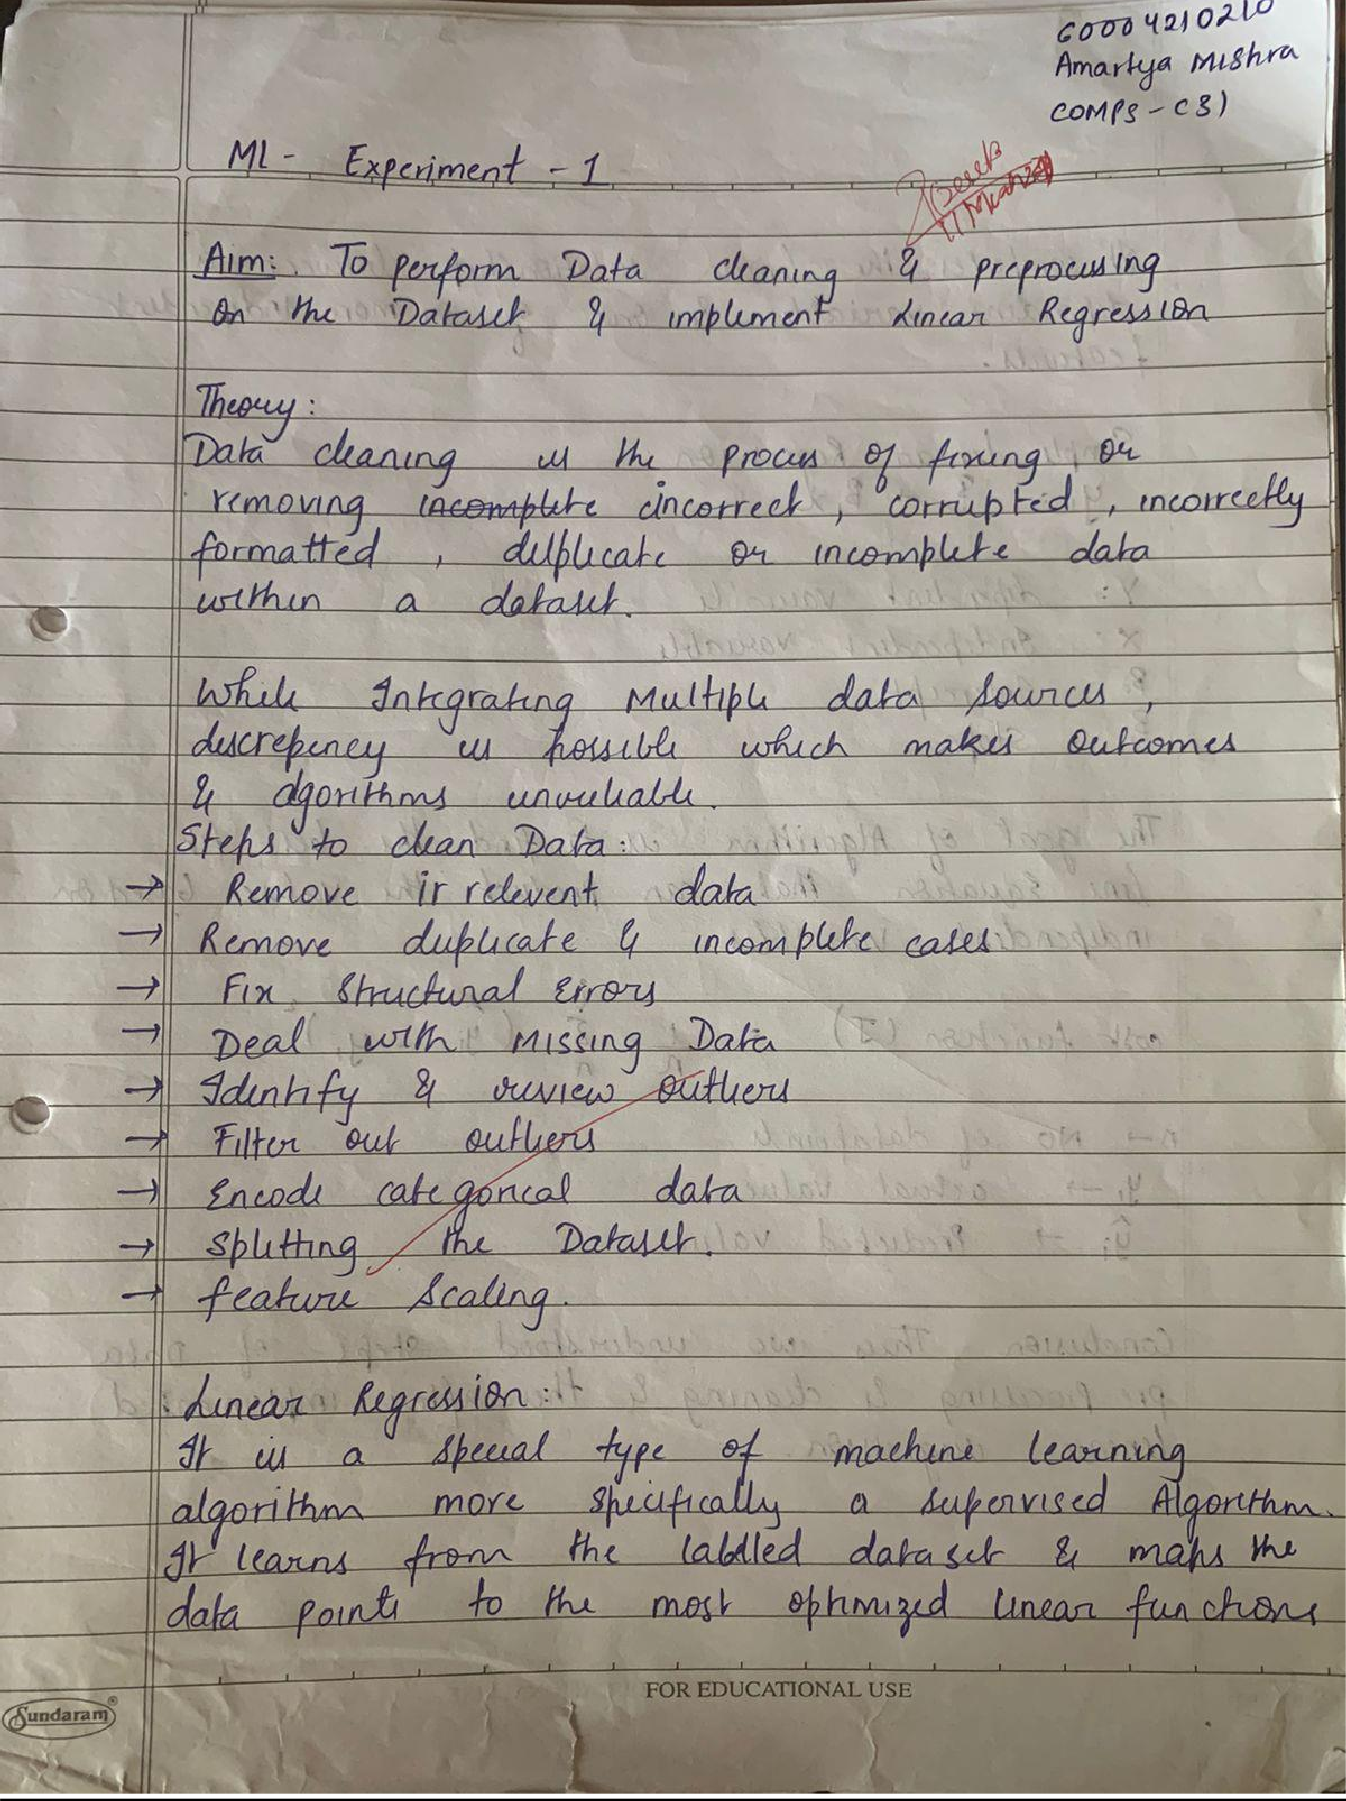 60004210210
Amartya Mishra
COMPS-C31
ML - Experiment - 1
Aim: To perform Data cleaning & preprocessing
on the Dataset & implement Linear Regression
Theory:
Data cleaning is the process of fixing or
removing incomplete incorrect, corrupted, incorrectly
formatted, duplicate or incomplete data
within a dataset.
While Integrating Multiple data sources,
discrepency is possible which makes outcomes
& algorithms unreliable.
Steps to clean Data:
→ Remove irrelevent data
→ Remove duplicate & incomplete cases
→ Fix Structural Errors
→ Deal with Missing Data
→ Identify & review outliers
→ Filter out outliers
→ Encode categorical data
→ Splitting the Dataset.
→ feature Scaling.
Linear Regression:
It is a special type of machine learning
algorithm more specifically a supervised Algorithm.
It learns from the labelled dataset & maps the
data points to the most optimized linear functions
FOR EDUCATIONAL USE
Sundaram